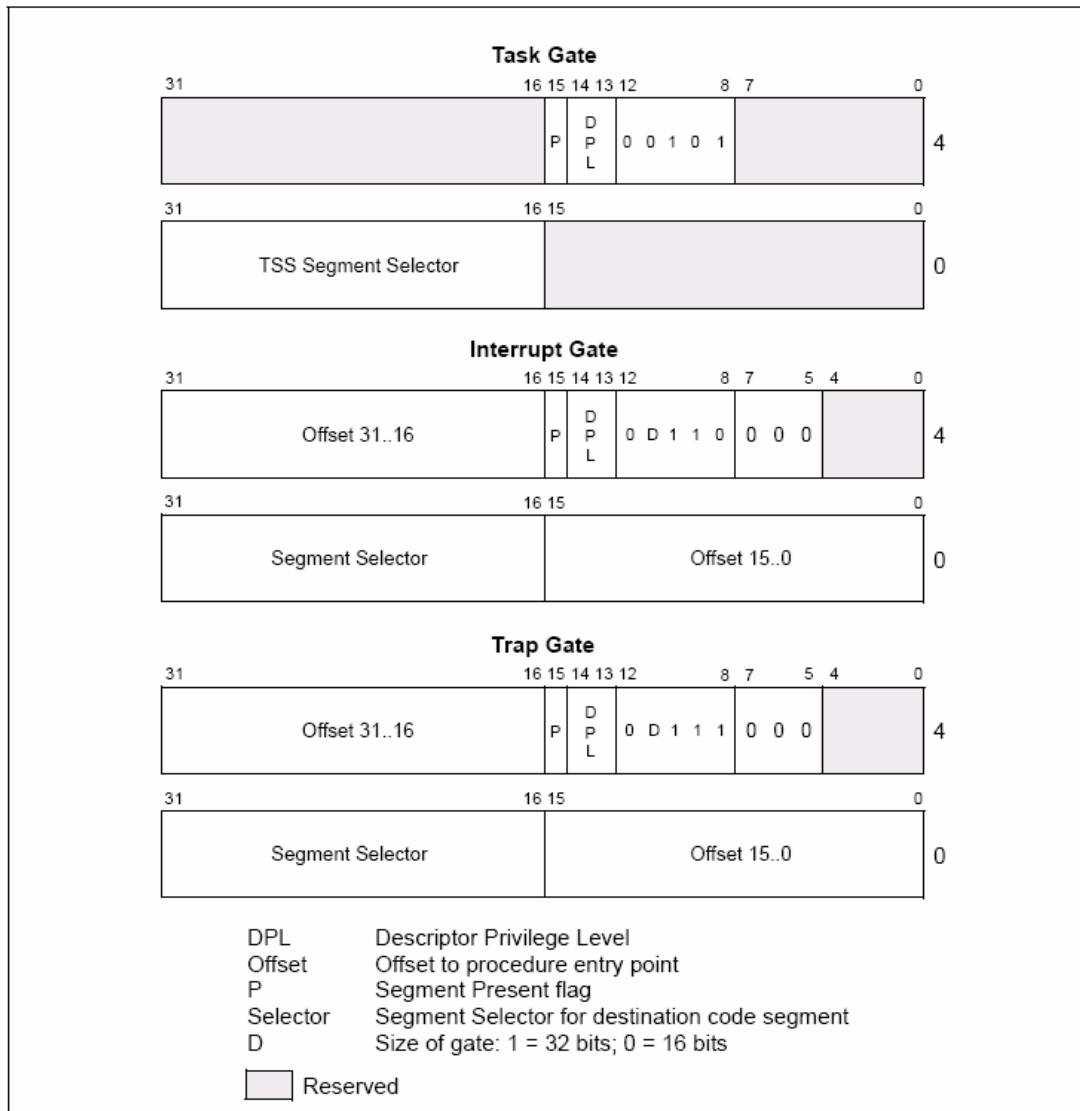 Task Gate
31 16 15 14 13 12 8 7 0
P DPL 0 0 1 0 1 4
31 16 15 0
TSS Segment Selector 0
Interrupt Gate
31 16 15 14 13 12 8 7 5 4 0
Offset 31..16 P DPL 0 D 1 1 0 0 0 0 4
31 16 15 0
Segment Selector Offset 15..0 0
Trap Gate
31 16 15 14 13 12 8 7 5 4 0
Offset 31..16 P DPL 0 D 1 1 1 0 0 0 4
31 16 15 0
Segment Selector Offset 15..0 0
DPL Descriptor Privilege Level
Offset Offset to procedure entry point
P Segment Present flag
Selector Segment Selector for destination code segment
D Size of gate: 1 = 32 bits; 0 = 16 bits
Reserved